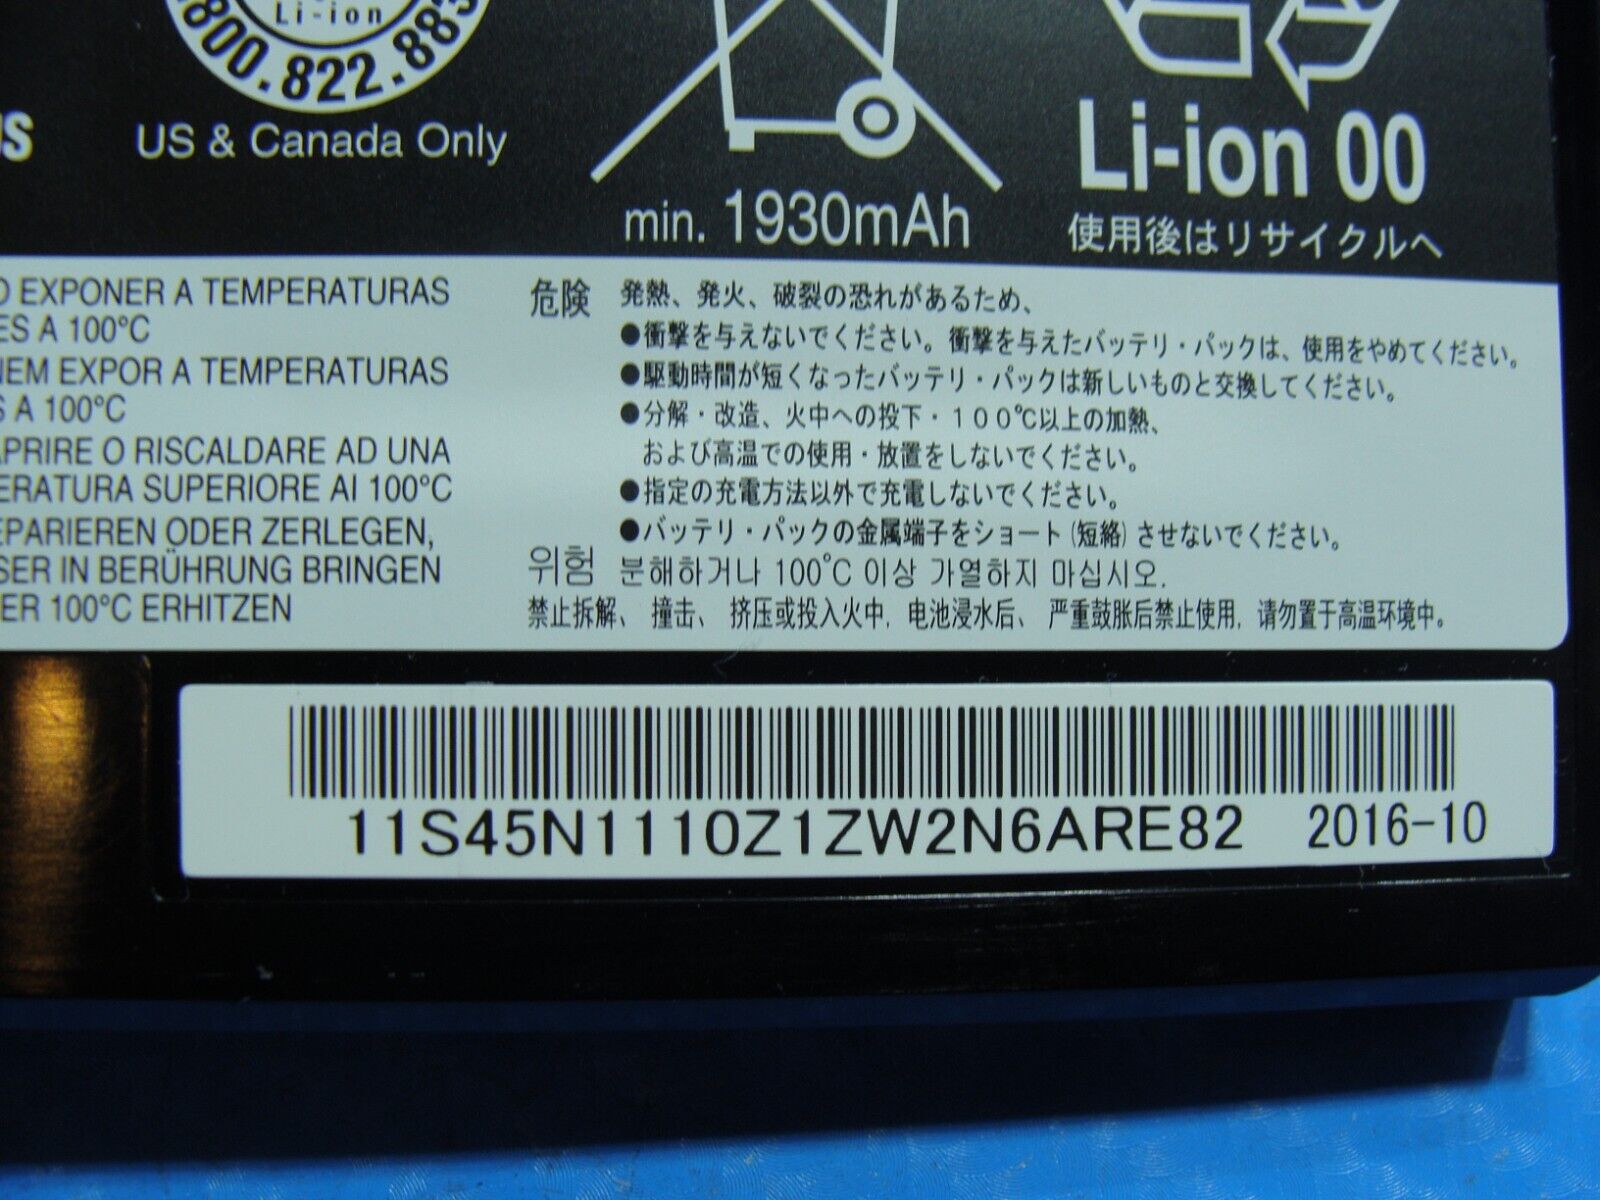 Li-ion
800.822.88
US & Canada Only
min. 1930mAh
Li-ion 00
使用後はリサイクルへ
EXPONER A TEMPERATURAS
ES A 100°C
EXPOR A TEMPERATURAS
S A 100°C
APRIRE O RISCALDARE AD UNA
ERATURA SUPERIORE AI 100°C
EPARIEREN ODER ZERLEGEN,
SER IN BERÜHRUNG BRINGEN
ER 100°C ERHITZEN
危険 発熱、発火、破裂の恐れがあるため、
●衝撃を与えないでください。衝撃を与えたバッテリ・パックは、使用をやめてください。
●駆動時間が短くなったバッテリ・パックは新しいものと交換してください。
●分解・改造、火中への投下・100℃以上の加熱、
および高温での使用・放置をしないでください。
●指定の充電方法以外で充電しないでください。
●バッテリ・パックの金属端子をショート(短絡)させないでください。
위험 분해하거나 100°C 이상 가열하지 마십시오.
禁止拆解、撞击、挤压或投入火中, 电池浸水后、严重鼓胀后禁止使用, 请勿置于高温环境中。
11S45N1110Z1ZW2N6ARE82 2016-10